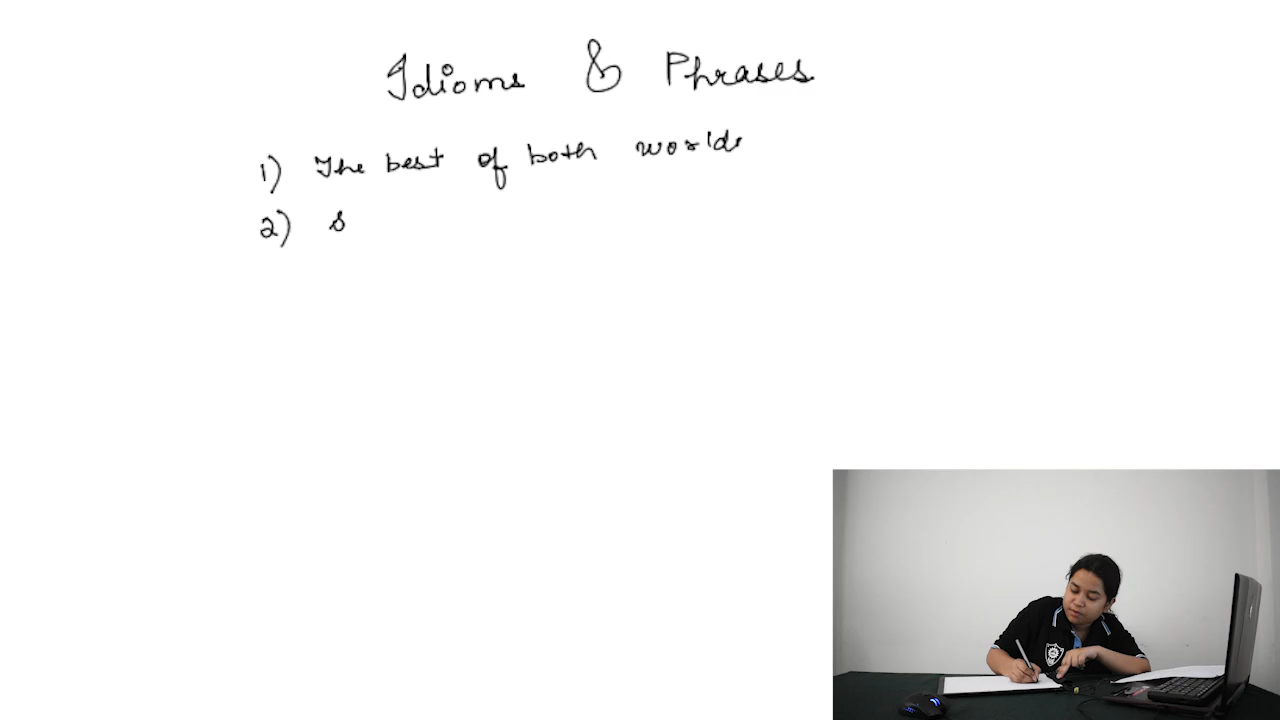 Idioms & Phrases
1) The best of both worlds
2) s